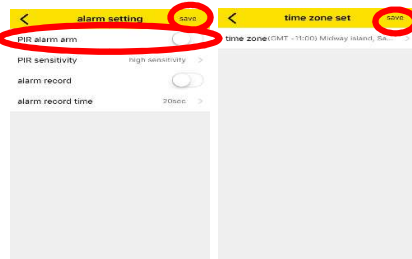 alarm setting
save
PIR alarm arm
PIR sensitivity
high sensitivity
alarm record
alarm record time
20sec
time zone set
save
time zone(GMT -11:00) Midway Island, Sa...